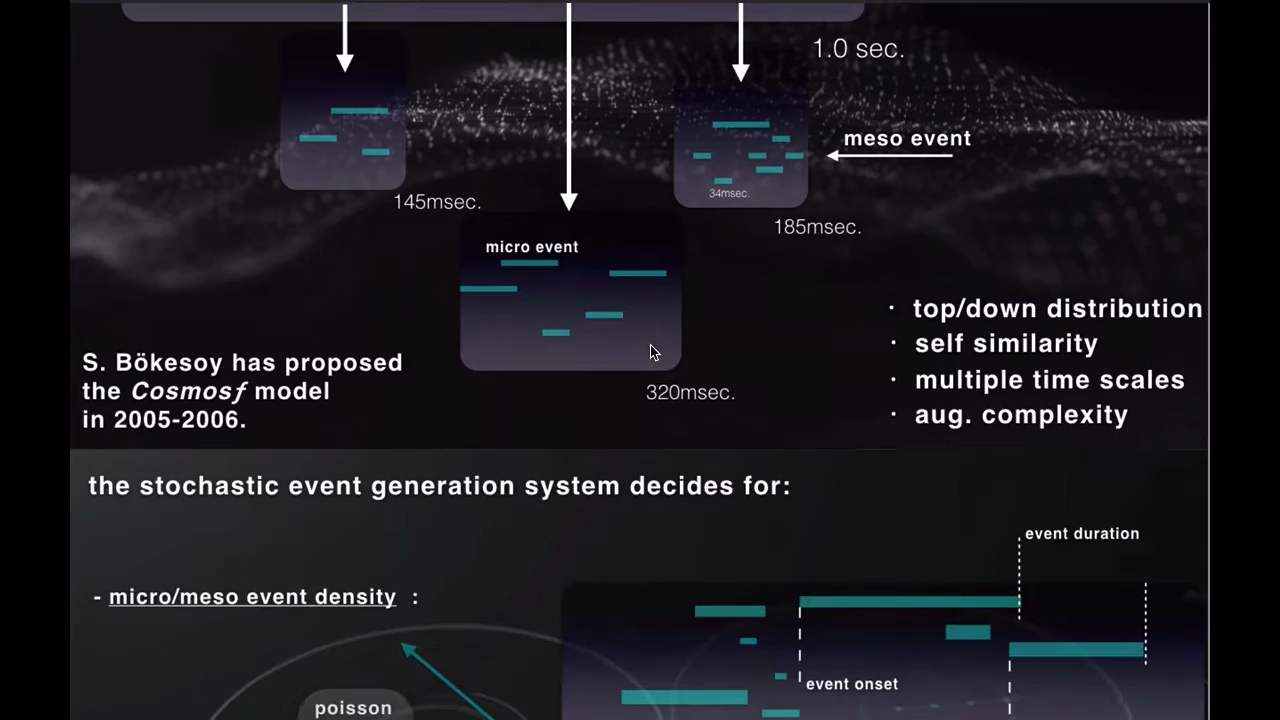 1.0 sec.
meso event
34msec.
145msec.
185msec.
micro event
320msec.
S. Bökesoy has proposed
the Cosmosƒ model
in 2005-2006.
· top/down distribution
· self similarity
· multiple time scales
· aug. complexity
the stochastic event generation system decides for:
event duration
- micro/meso event density :
event onset
poisson